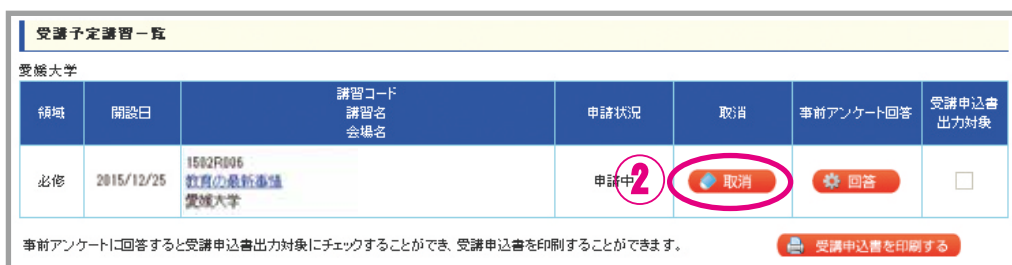 受講予定講習一覧
愛媛大学
領域
開設日
講習コード
講習名
会場名
申請状況
取消
事前アンケート回答
受講申込書
出力対象
必修
2015/12/25
1502R006
教育の最新事情
愛媛大学
申請中
②
取消
回答
事前アンケートに回答すると受講申込書出力対象にチェックすることができ、受講申込書を印刷することができます。
受講申込書を印刷する